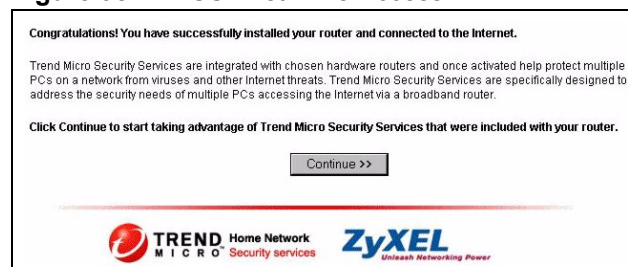 Congratulations! You have successfully installed your router and connected to the Internet.
Trend Micro Security Services are integrated with chosen hardware routers and once activated help protect multiple
PCs on a network from viruses and other Internet threats. Trend Micro Security Services are specifically designed to
address the security needs of multiple PCs accessing the Internet via a broadband router.
Click Continue to start taking advantage of Trend Micro Security Services that were included with your router.
Continue >>
TREND MICRO Home Network Security services
ZyXEL
Unleash Networking Power